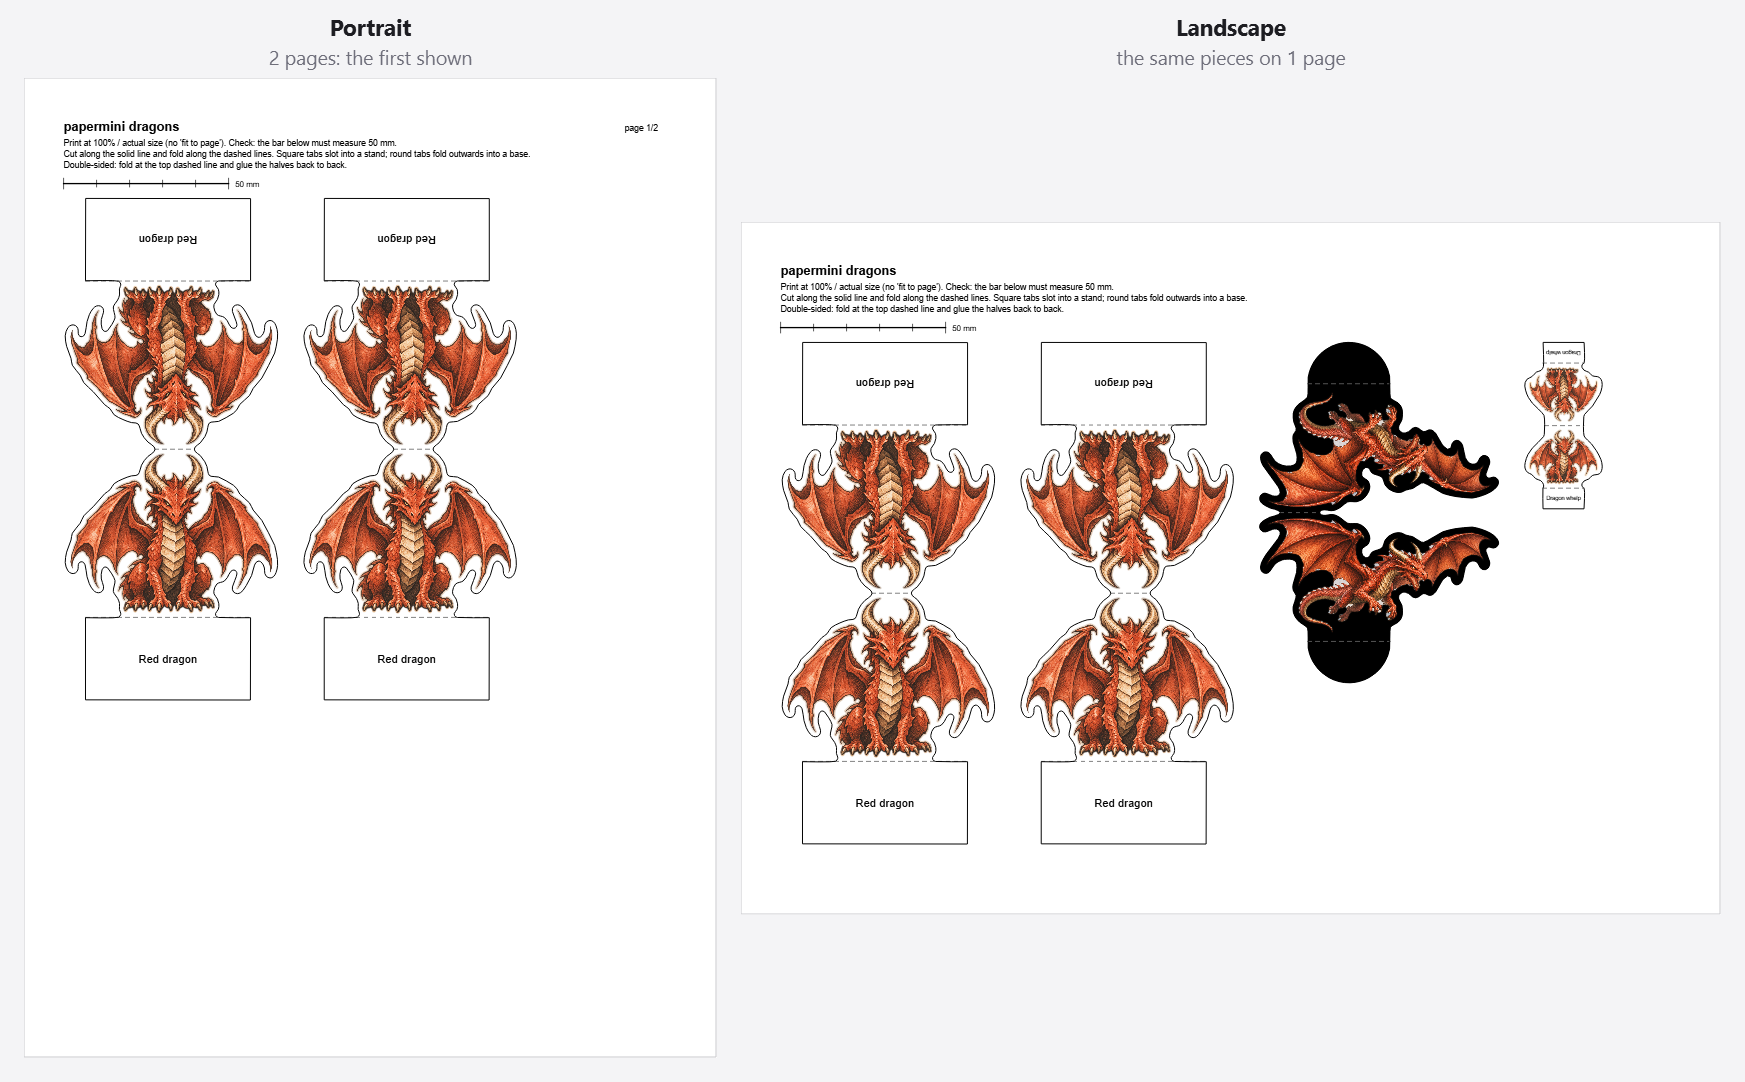 Portrait
2 pages: the first shown
papermini dragons
page 1/2
Print at 100% / actual size (no 'fit to page'). Check: the bar below must measure 50 mm.
Cut along the solid line and fold along the dashed lines. Square tabs slot into a stand; round tabs fold outwards into a base.
Double-sided: fold at the top dashed line and glue the halves back to back.
50 mm
Red dragon
Red dragon
Red dragon
Red dragon
Landscape
the same pieces on 1 page
papermini dragons
Print at 100% / actual size (no 'fit to page'). Check: the bar below must measure 50 mm.
Cut along the solid line and fold along the dashed lines. Square tabs slot into a stand; round tabs fold outwards into a base.
Double-sided: fold at the top dashed line and glue the halves back to back.
50 mm
Red dragon
Red dragon
Dragon whelp
Dragon whelp
Red dragon
Red dragon